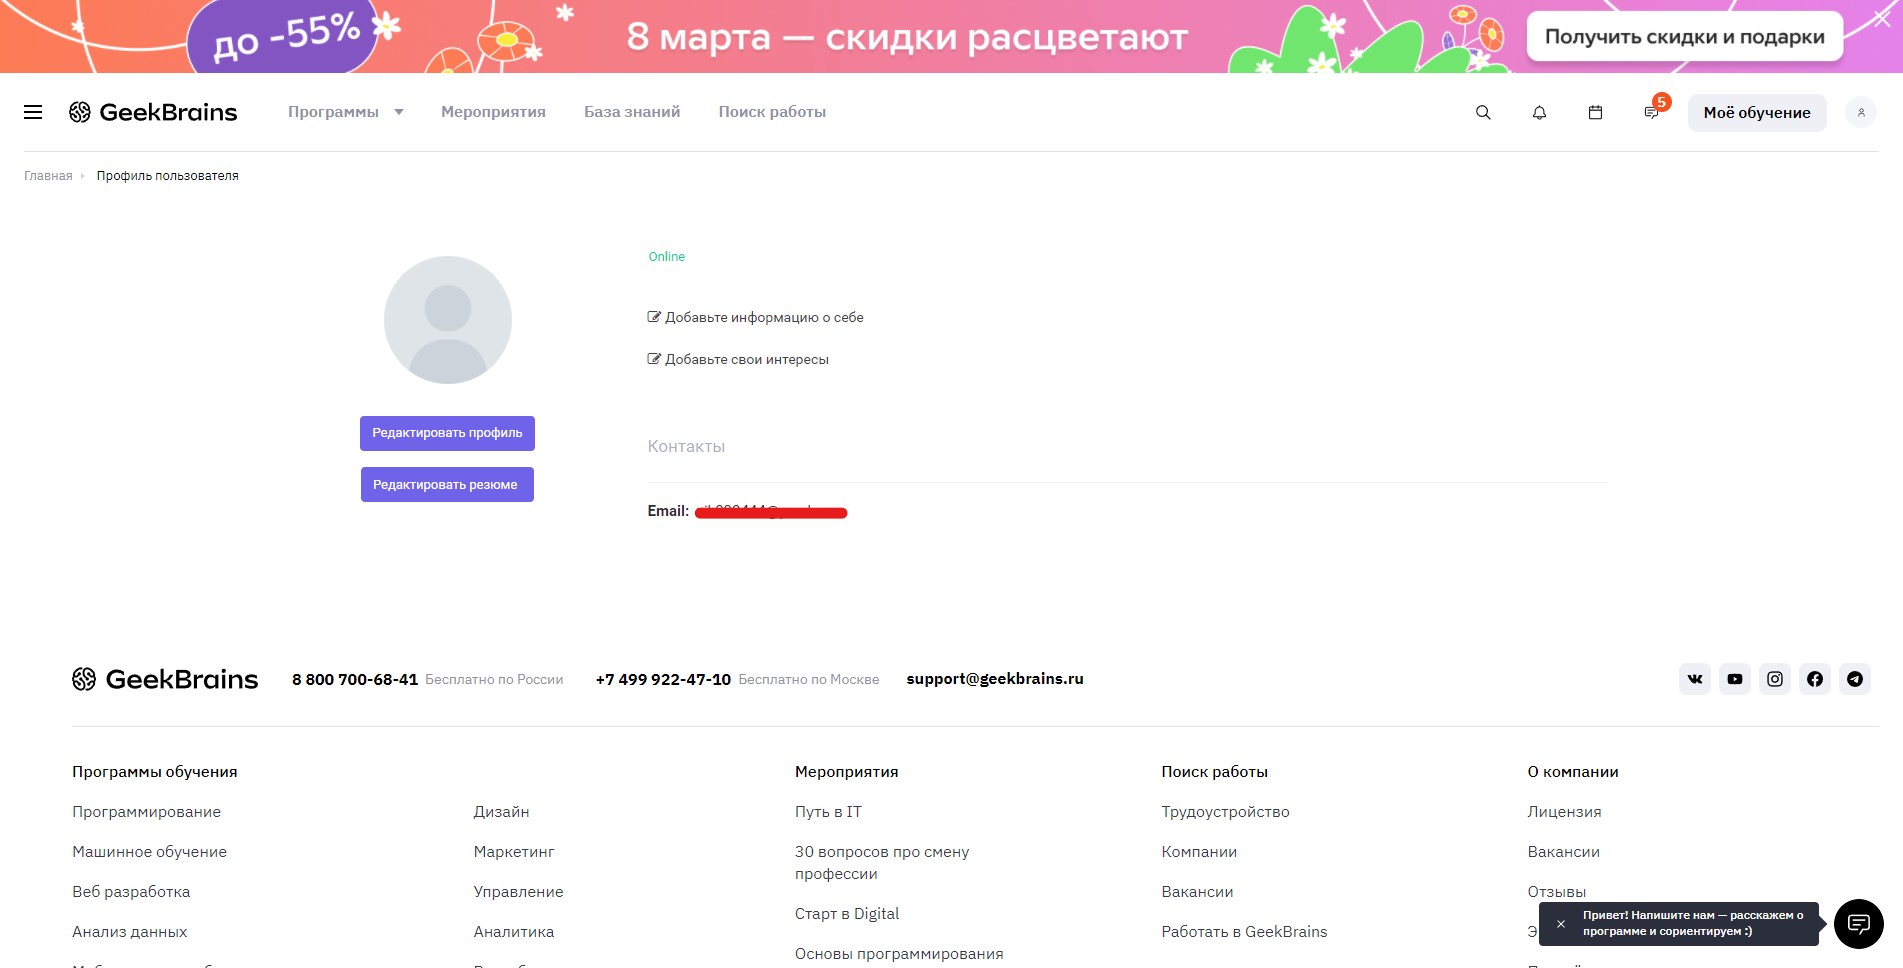 до -55%
8 марта — скидки расцветают
Получить скидки и подарки
GeekBrains
Программы
Мероприятия
База знаний
Поиск работы
5
Моё обучение
Главная
Профиль пользователя
Online
Добавьте информацию о себе
Добавьте свои интересы
Редактировать профиль
Редактировать резюме
Контакты
Email:
GeekBrains
8 800 700-68-41 Бесплатно по России
+7 499 922-47-10 Бесплатно по Москве
support@geekbrains.ru
Программы обучения
Программирование
Машинное обучение
Веб разработка
Анализ данных
Дизайн
Маркетинг
Управление
Аналитика
Мероприятия
Путь в IT
30 вопросов про смену
профессии
Старт в Digital
Основы программирования
Поиск работы
Трудоустройство
Компании
Вакансии
Работать в GeekBrains
О компании
Лицензия
Вакансии
Отзывы
Привет! Напишите нам — расскажем о
программе и сориентируем :)